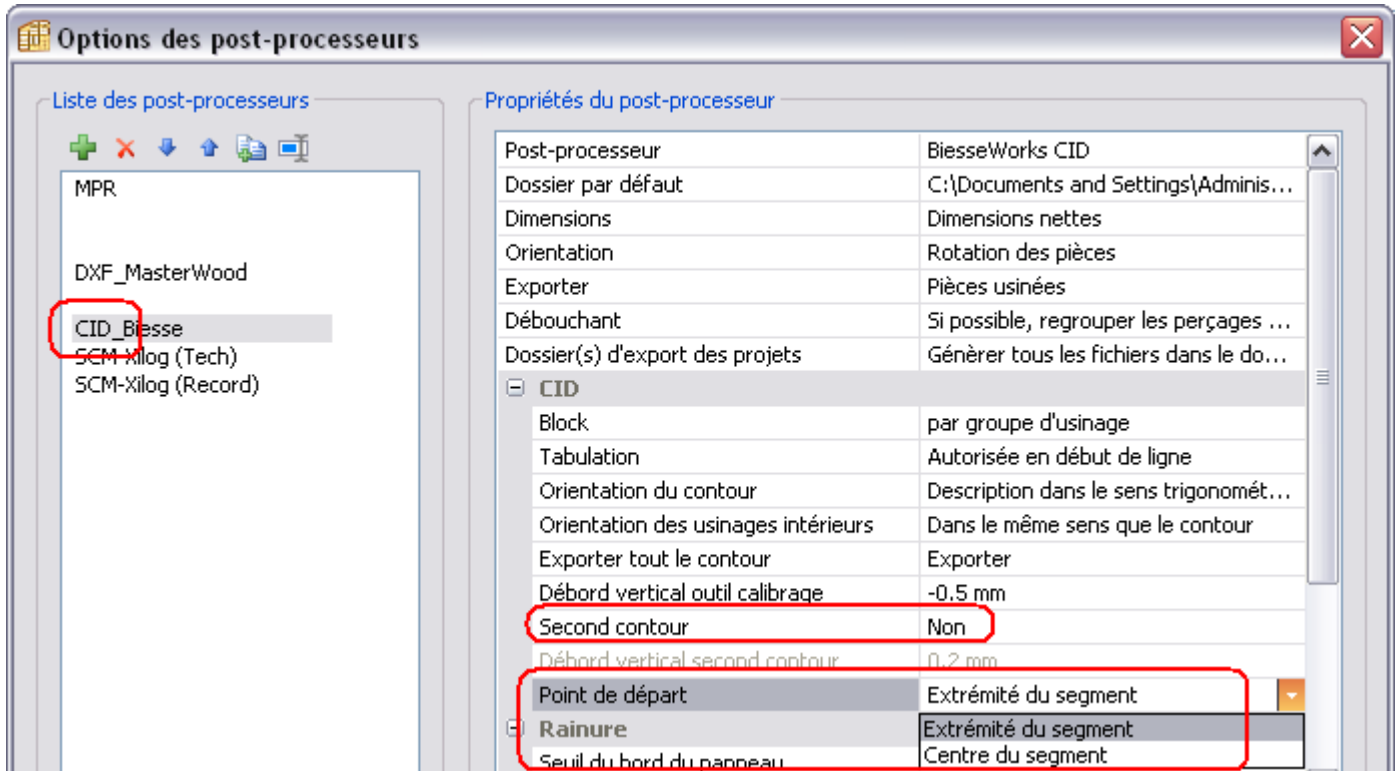 Options des post-processeurs
Liste des post-processeurs
MPR
DXF_MasterWood
CID_Biesse
SCM-Xilog (Tech)
SCM-Xilog (Record)
Propriétés du post-processeur
Post-processeur BiesseWorks CID
Dossier par défaut C:\Documents and Settings\Adminis...
Dimensions Dimensions nettes
Orientation Rotation des pièces
Exporter Pièces usinées
Débouchant Si possible, regrouper les perçages ...
Dossier(s) d'export des projets Génèrer tous les fichiers dans le do...
CID
Block par groupe d'usinage
Tabulation Autorisée en début de ligne
Orientation du contour Description dans le sens trigonomét...
Orientation des usinages intérieurs Dans le même sens que le contour
Exporter tout le contour Exporter
Débord vertical outil calibrage -0.5 mm
Second contour Non
Débord vertical second contour 0.2 mm
Point de départ Extrémité du segment
Rainure Extrémité du segment
Seuil du bord du panneau Centre du segment